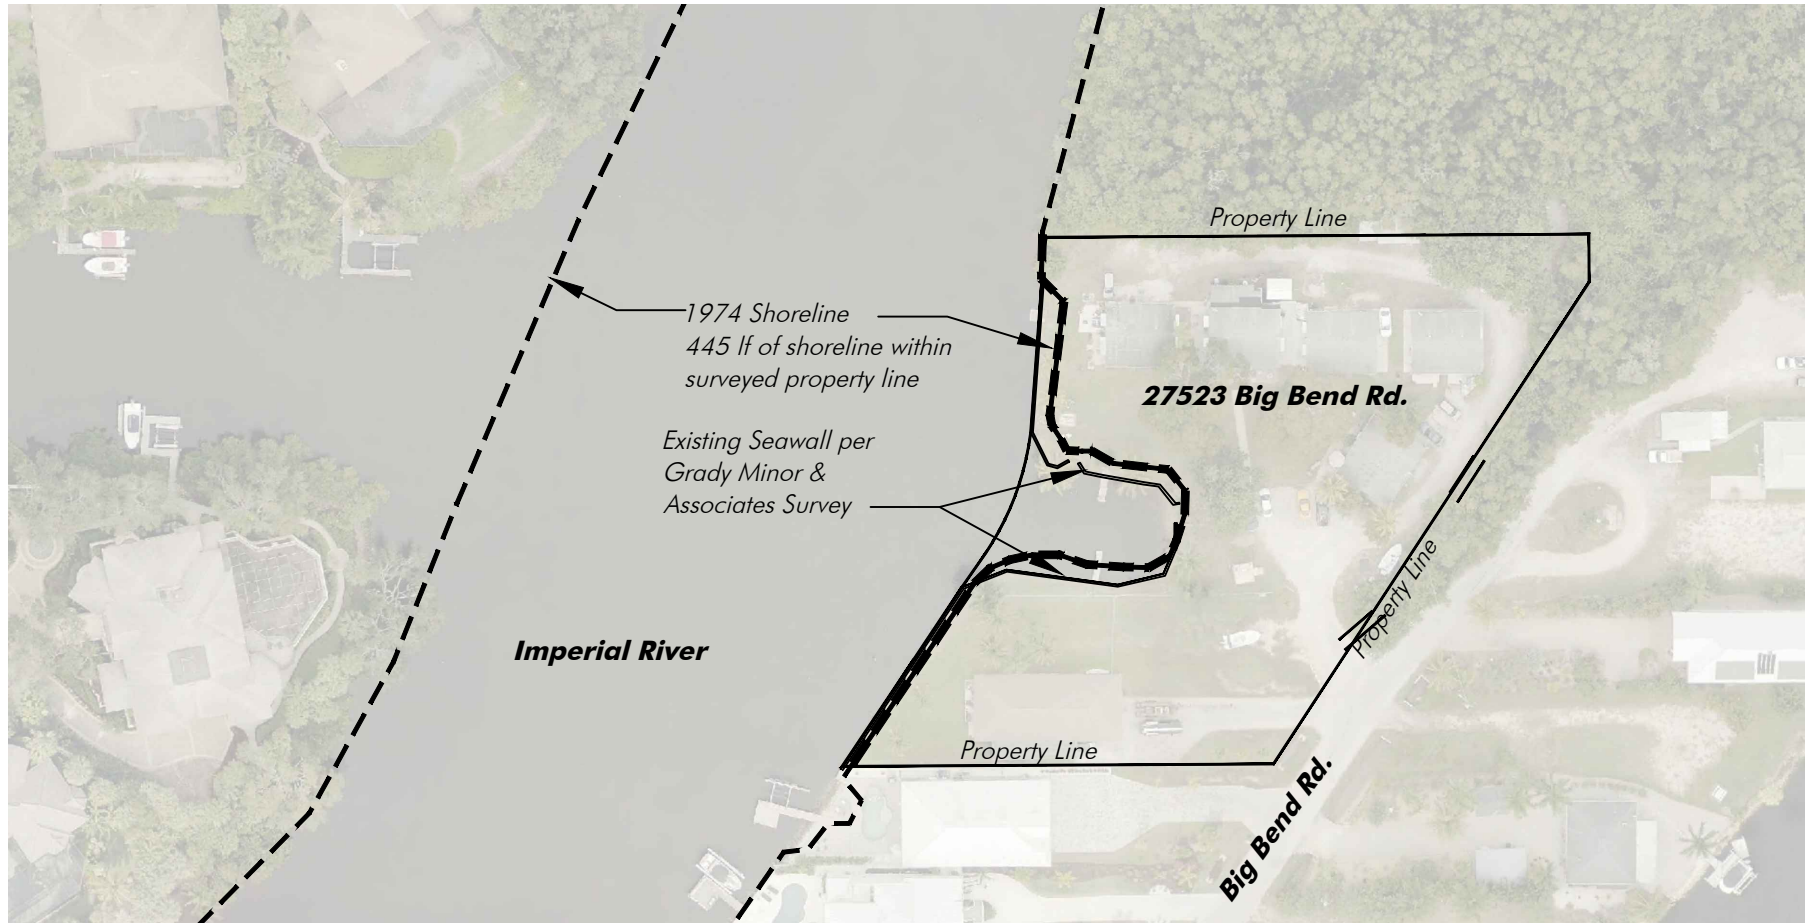 Property Line
1974 Shoreline
445 lf of shoreline within
surveyed property line
27523 Big Bend Rd.
Existing Seawall per
Grady Minor &
Associates Survey
Property Line
Imperial River
Property Line
Big Bend Rd.